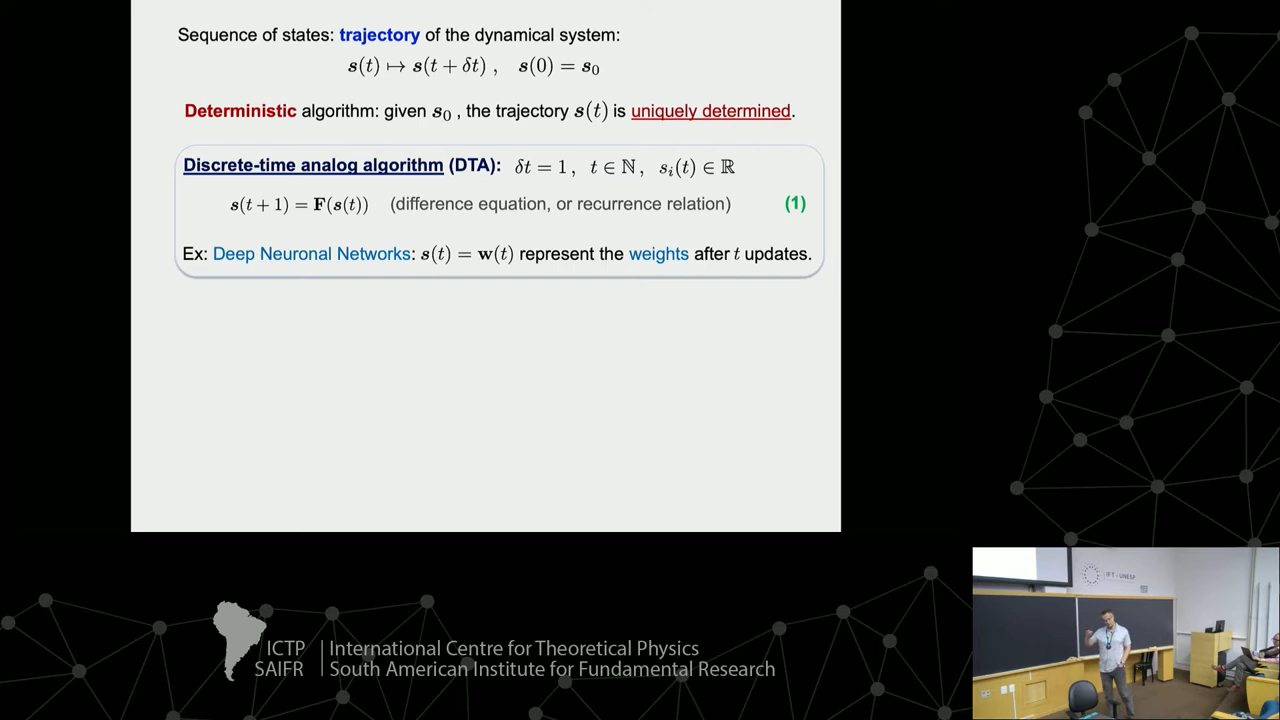 Sequence of states: trajectory of the dynamical system:
s(t) ↦ s(t + δt) ,   s(0) = s₀
Deterministic algorithm: given s₀ , the trajectory s(t) is uniquely determined.
Discrete-time analog algorithm (DTA):  δt = 1 ,   t ∈ ℕ ,   sᵢ(t) ∈ ℝ
s(t + 1) = F(s(t))   (difference equation, or recurrence relation)   (1)
Ex: Deep Neuronal Networks: s(t) = w(t) represent the weights after t updates.
IFT - UNESP
ICTP | International Centre for Theoretical Physics
SAIFR | South American Institute for Fundamental Research